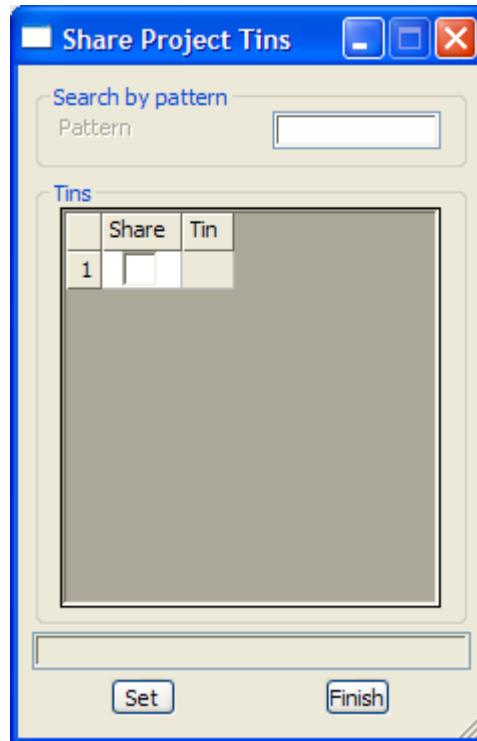 Share Project Tins
Search by pattern
Pattern
Tins
Share Tin
1
Set Finish